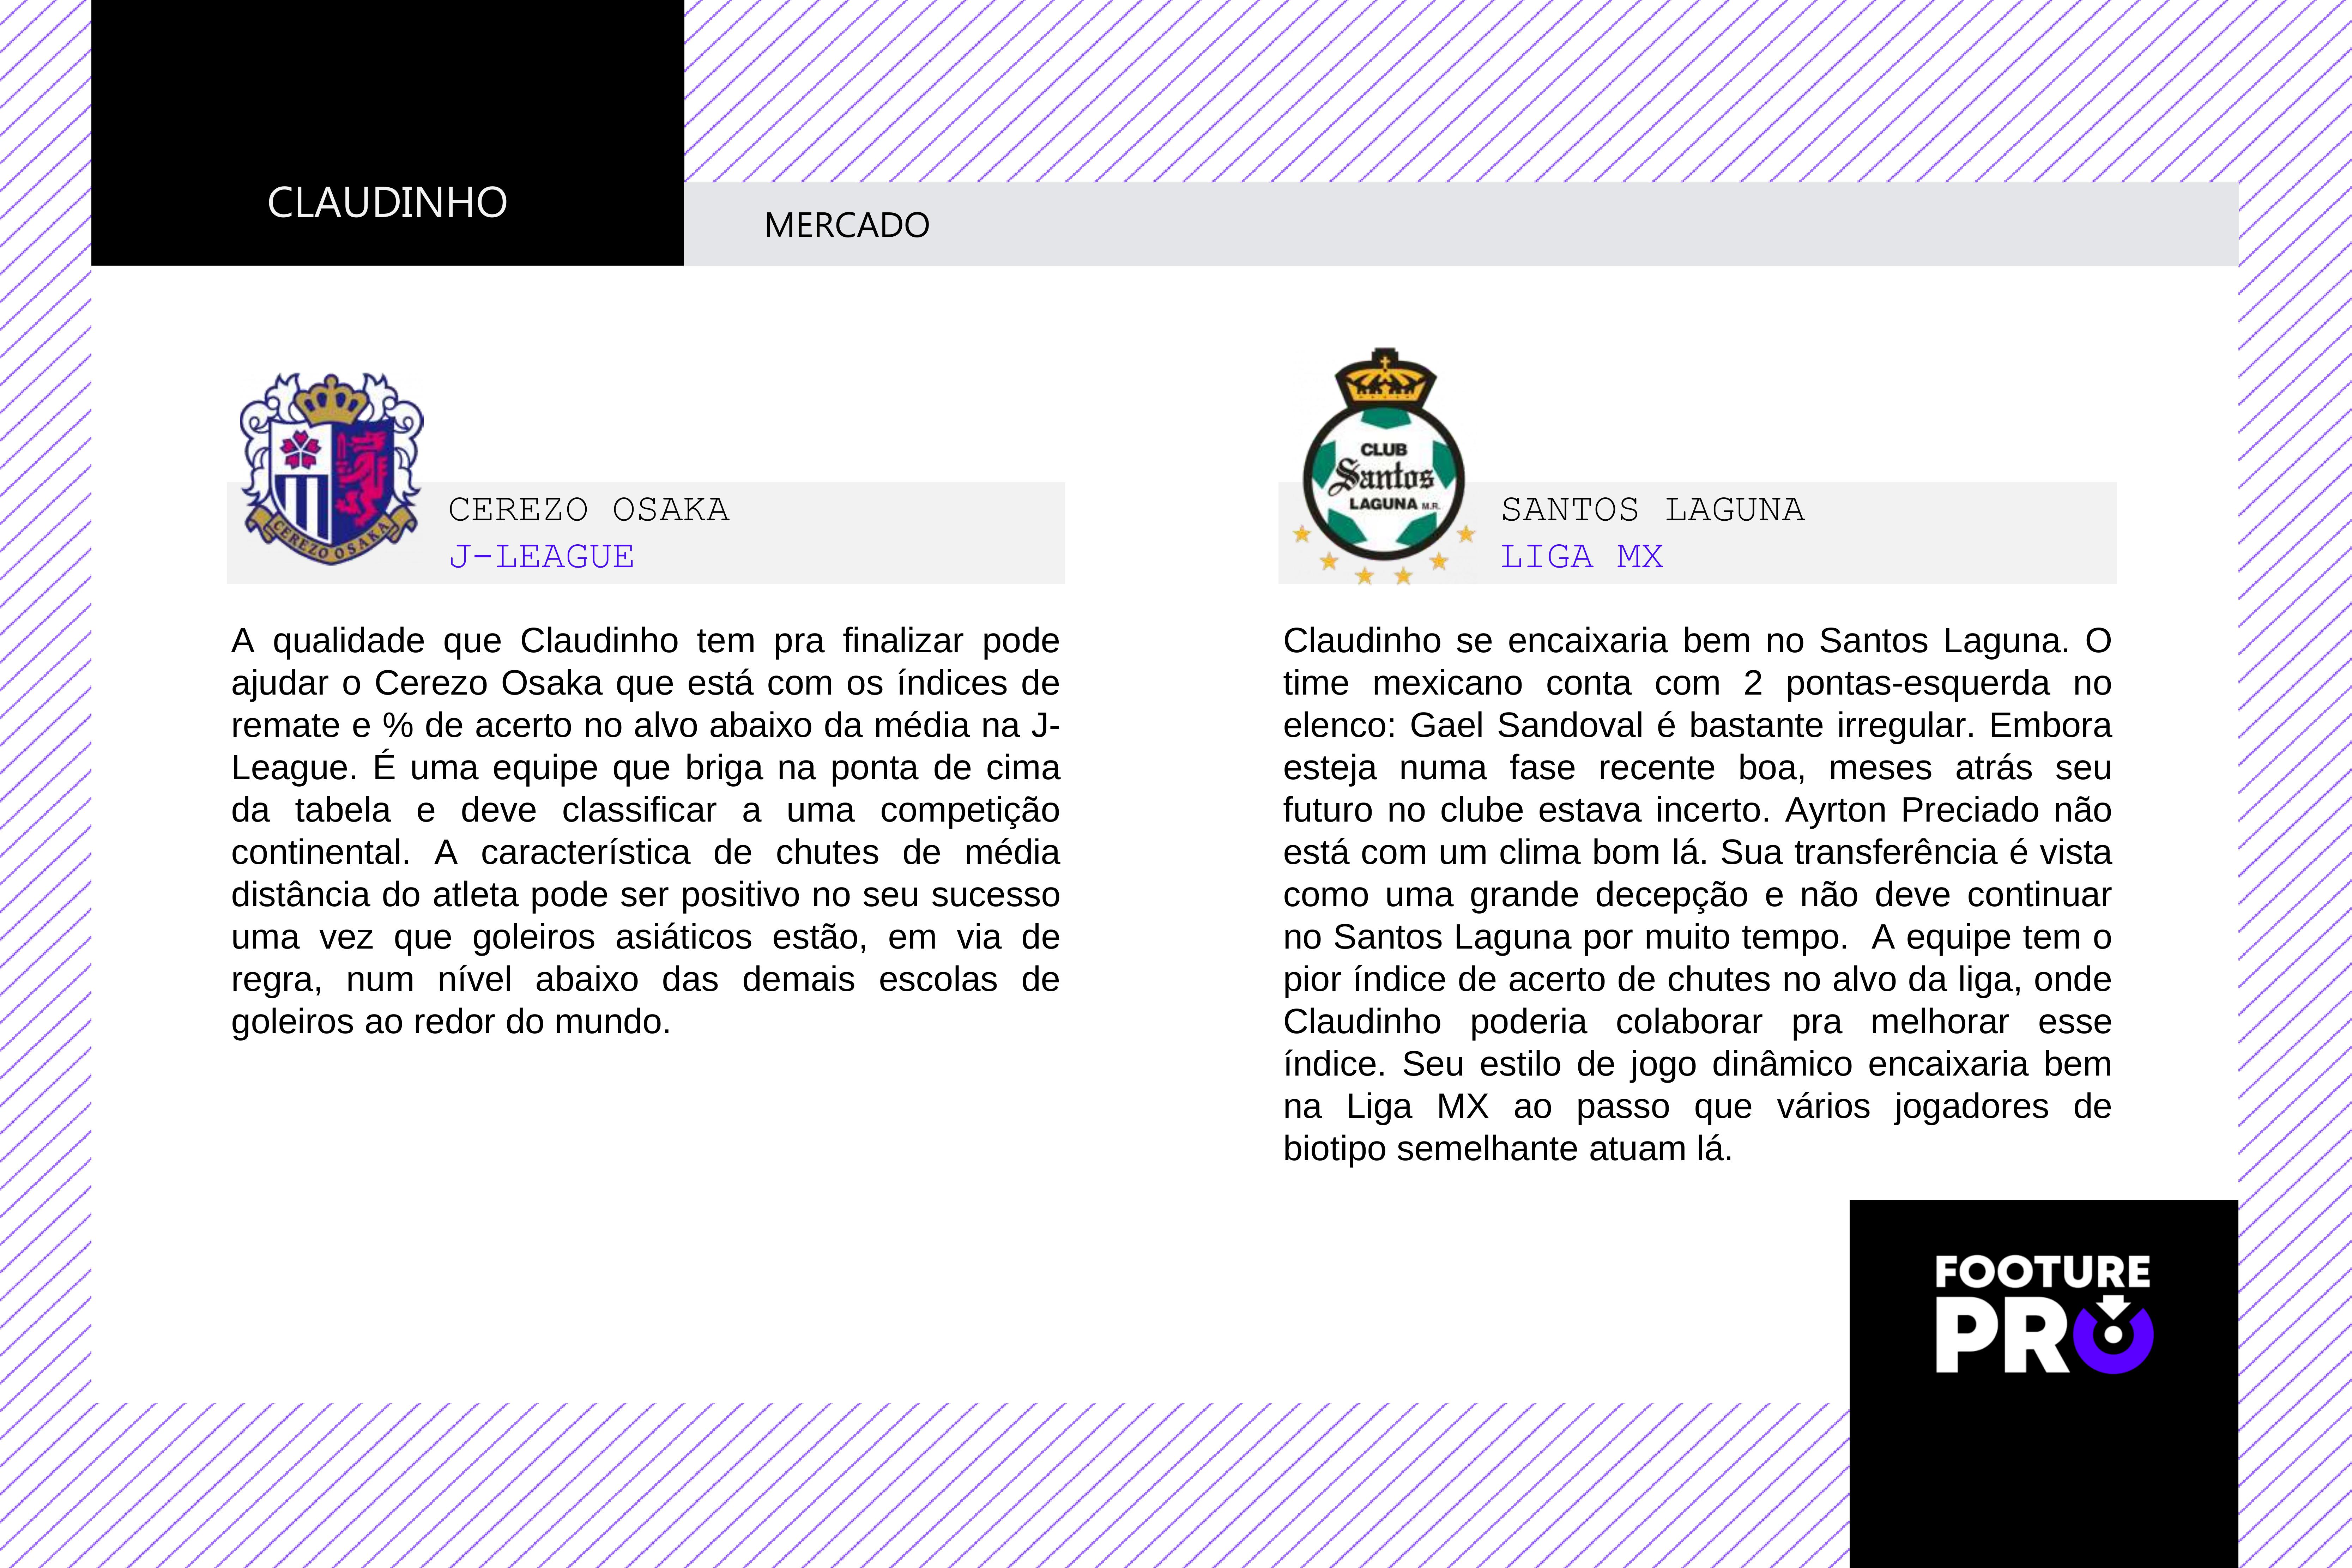 CLAUDINHO
MERCADO
CEREZO OSAKA
CEREZO OSAKA
J-LEAGUE
A qualidade que Claudinho tem pra finalizar pode
ajudar o Cerezo Osaka que está com os índices de
remate e % de acerto no alvo abaixo da média na J-
League. É uma equipe que briga na ponta de cima
da tabela e deve classificar a uma competição
continental. A característica de chutes de média
distância do atleta pode ser positivo no seu sucesso
uma vez que goleiros asiáticos estão, em via de
regra, num nível abaixo das demais escolas de
goleiros ao redor do mundo.
CLUB
Santos
LAGUNA M.R.
SANTOS LAGUNA
LIGA MX
Claudinho se encaixaria bem no Santos Laguna. O
time mexicano conta com 2 pontas-esquerda no
elenco: Gael Sandoval é bastante irregular. Embora
esteja numa fase recente boa, meses atrás seu
futuro no clube estava incerto. Ayrton Preciado não
está com um clima bom lá. Sua transferência é vista
como uma grande decepção e não deve continuar
no Santos Laguna por muito tempo.  A equipe tem o
pior índice de acerto de chutes no alvo da liga, onde
Claudinho poderia colaborar pra melhorar esse
índice. Seu estilo de jogo dinâmico encaixaria bem
na Liga MX ao passo que vários jogadores de
biotipo semelhante atuam lá.
FOOTURE
PRO